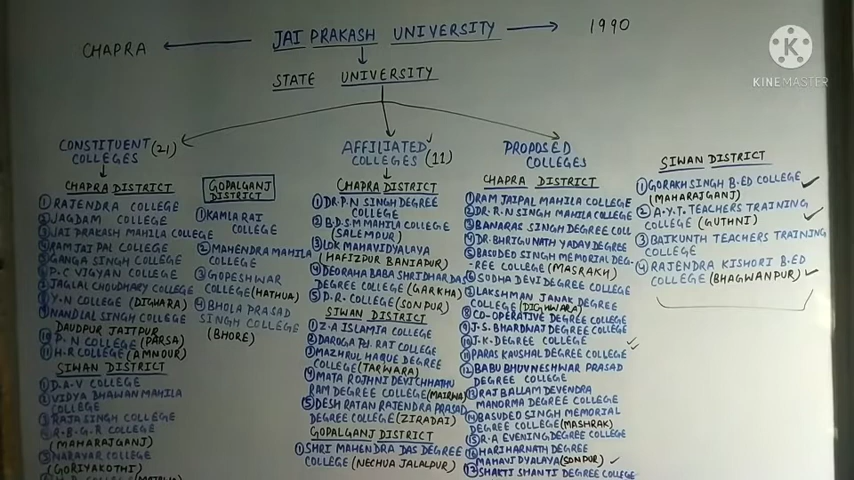 CHAPRA ← JAI PRAKASH UNIVERSITY → 1990
STATE UNIVERSITY
KINEMASTER
CONSTITUENT (21)
COLLEGES
CHAPRA DISTRICT
① RAJENDRA COLLEGE
② JAGDAM COLLEGE
③ JAI PRAKASH MAHILA COLLEGE
④ RAM JAI PAL COLLEGE
⑤ GANGA SINGH COLLEGE
⑥ P.C VIGYAN COLLEGE
⑦ JAGLAL CHOUDHARY COLLEGE
⑧ Y.N COLLEGE (DIGHARA)
⑨ NANDLAL SINGH COLLEGE
DAUDPUR JAITPUR
⑩ P.N COLLEGE (PARSA)
⑪ H.R COLLEGE (AMNOUR)
SIWAN DISTRICT
① D.A.V COLLEGE
② VIDYA BHAWAN MAHILA
COLLEGE
③ RAJA SINGH COLLEGE
④ R.B.G.R COLLEGE
(MAHARAJGANJ)
⑤ NARAYAN COLLEGE
(GORIYAKOTHI)
GOPALGANJ
DISTRICT
① KAMLA RAI
COLLEGE
② MAHENDRA MAHILA
COLLEGE
③ GOPESHWAR
COLLEGE (HATHUA)
④ BHOLA PRASAD
SINGH COLLEGE
(BHORE)
AFFILIATED
COLLEGES (11)
CHAPRA DISTRICT
① DR.P.N SINGH DEGREE
COLLEGE
② B.D.S.M MAHILA COLLEGE
(SALEMOUR)
③ LOK MAHAVIDYALAYA
(HAFIZPUR BANIAPUR)
④ DEORAHA BABA SHRIDHAR DAS
DEGREE COLLEGE (GARKHA)
⑤ D.R. COLLEGE (SONPUR)
SIWAN DISTRICT
① Z.A ISLAMIA COLLEGE
② DAROGA PH. RAI COLLEGE
③ MAZHRUL HAQUE DEGREE
COLLEGE (TARWARA)
④ MATA ROJHNI DEVI CHHATHU
RAM DEGREE COLLEGE (MAIRWA)
⑤ DESH RATAN RAJENDRA PRASAD
DEGREE COLLEGE (ZIRADAI)
GOPALGANJ DISTRICT
① SHRI MAHENDRA DAS DEGREE
COLLEGE (NECHUA JALALPUR)
PROPOSED
COLLEGES
CHAPRA DISTRICT
① RAM JAIPAL MAHILA COLLEGE
② DR.R.N SINGH MAHILA COLLEGE
③ BANARAS SINGH DEGREE COLL
④ DR BHRIGUNATH YADAV DEGREE
⑤ BASUDEO SINGH MEMORIAL DEG-
REE COLLEGE (MASRAKH)
⑥ SUDHA DEVI DEGREE COLLEGE
⑦ LAKSHMAN JANAK DEGREE
COLLEGE (DIGHWARA)
⑧ CO-OPERATIVE DEGREE COLLEGE
⑨ J.S. BHARDWAJ DEGREE COLLEGE
⑩ J.K. DEGREE COLLEGE
⑪ PARAS KAUSHAL DEGREE COLLEGE
⑫ BABU BHUVNESHWAR PRASAD
DEGREE COLLEGE
⑬ RAJ BALLAM DEVENDRA
MANORMA DEGREE COLLEGE
⑭ BASUDED SINGH MEMORIAL
DEGREE COLLEGE (MASHRAK)
⑮ R.A EVENING DEGREE COLLEGE
⑯ HARIHARNATH DEGREE
MAHAVIDYALAYA (SONPUR)
⑰ SHAKTI SHANTI DEGREE COLLEGE
SIWAN DISTRICT
① GORAKH SINGH B.ED COLLEGE
(MAHARAJGANJ)
② A.Y.T. TEACHERS TRAINING
COLLEGE (GUTHNI)
③ BAIKUNTH TEACHERS TRAINING
COLLEGE
④ RAJENDRA KISHORI B.ED
COLLEGE (BHAGWANPUR)